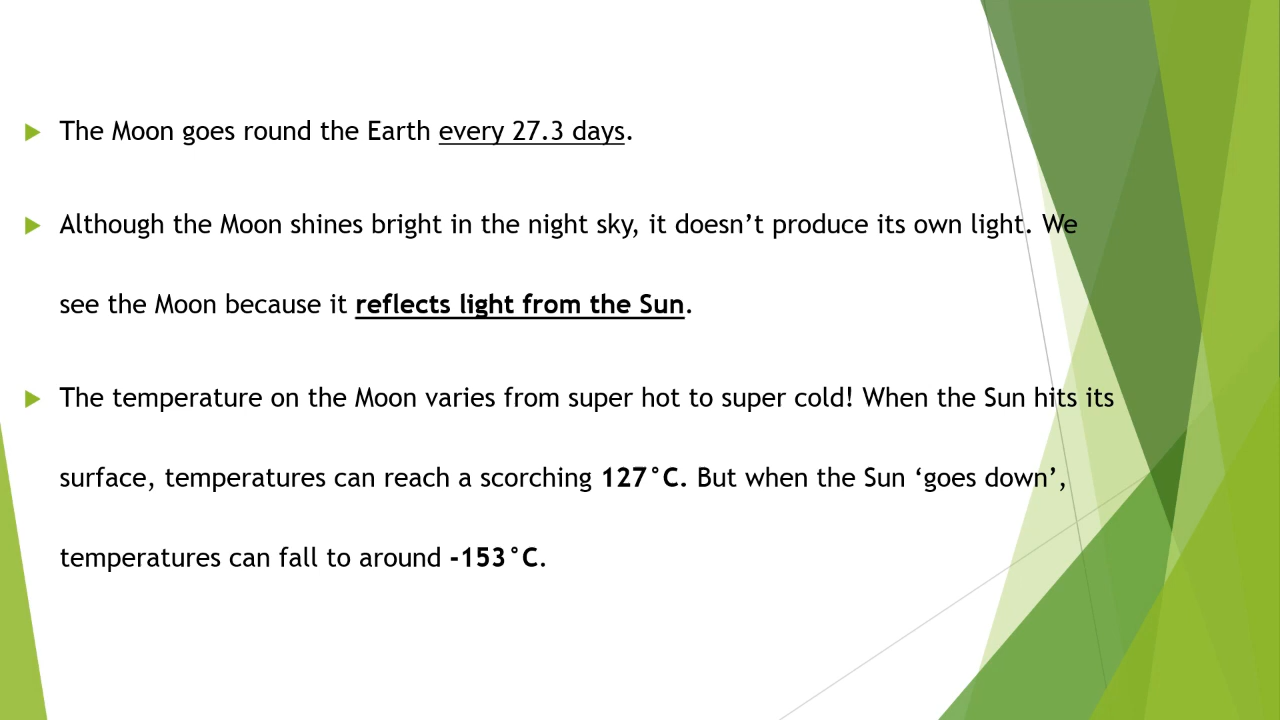 The Moon goes round the Earth every 27.3 days.
Although the Moon shines bright in the night sky, it doesn’t produce its own light. We
see the Moon because it reflects light from the Sun.
The temperature on the Moon varies from super hot to super cold! When the Sun hits its
surface, temperatures can reach a scorching 127°C. But when the Sun ‘goes down’,
temperatures can fall to around -153°C.